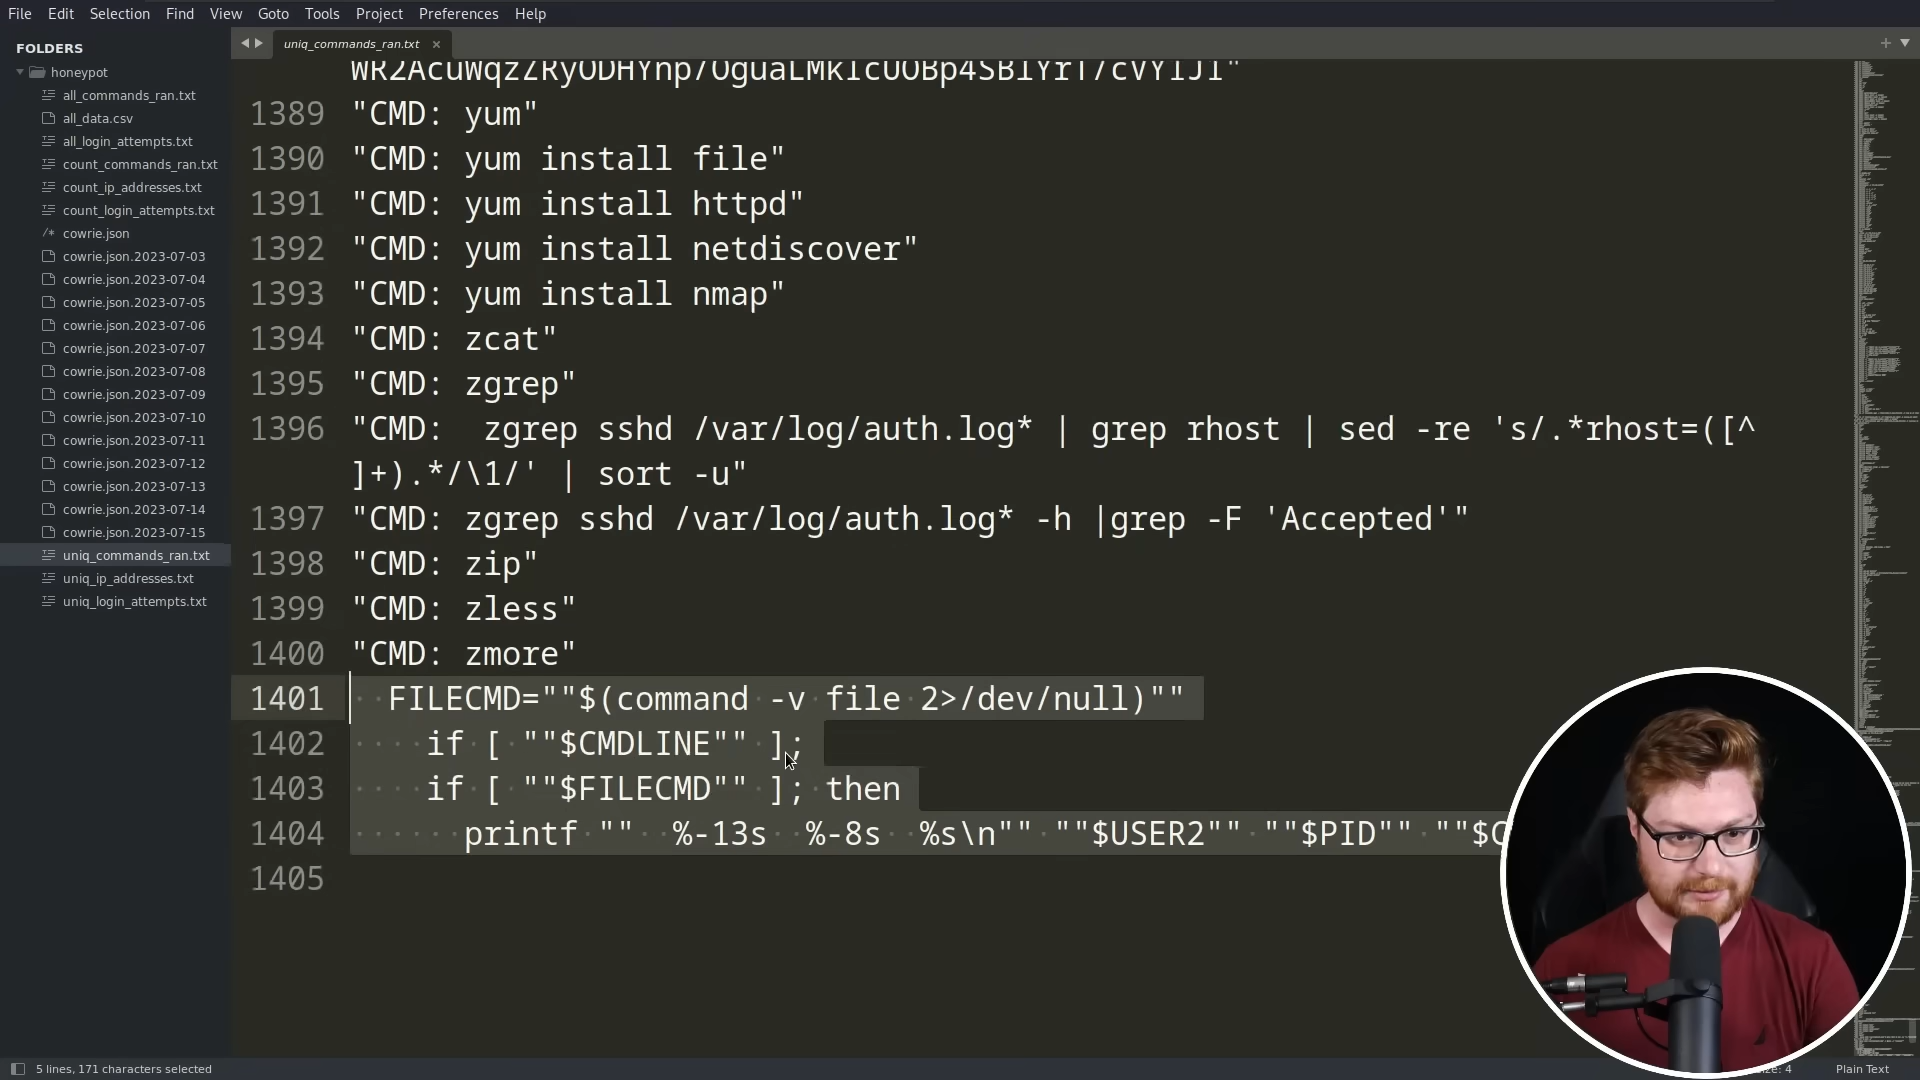 File Edit Selection Find View Goto Tools Project Preferences Help
FOLDERS
honeypot
all_commands_ran.txt
all_data.csv
all_login_attempts.txt
count_commands_ran.txt
count_ip_addresses.txt
count_login_attempts.txt
/* cowrie.json
cowrie.json.2023-07-03
cowrie.json.2023-07-04
cowrie.json.2023-07-05
cowrie.json.2023-07-06
cowrie.json.2023-07-07
cowrie.json.2023-07-08
cowrie.json.2023-07-09
cowrie.json.2023-07-10
cowrie.json.2023-07-11
cowrie.json.2023-07-12
cowrie.json.2023-07-13
cowrie.json.2023-07-14
cowrie.json.2023-07-15
uniq_commands_ran.txt
uniq_ip_addresses.txt
uniq_login_attempts.txt
uniq_commands_ran.txt ×
1389 "CMD: yum"
1390 "CMD: yum install file"
1391 "CMD: yum install httpd"
1392 "CMD: yum install netdiscover"
1393 "CMD: yum install nmap"
1394 "CMD: zcat"
1395 "CMD: zgrep"
1396 "CMD:  zgrep sshd /var/log/auth.log* | grep rhost | sed -re 's/.*rhost=([^
]+).*/\1/' | sort -u"
1397 "CMD: zgrep sshd /var/log/auth.log* -h |grep -F 'Accepted'"
1398 "CMD: zip"
1399 "CMD: zless"
1400 "CMD: zmore"
1401   FILECMD=""$(command -v file 2>/dev/null)""
1402     if [ ""$CMDLINE"" ];
1403     if [ ""$FILECMD"" ]; then
1404       printf ""  %-13s  %-8s  %s\n"" ""$USER2"" ""$PID"" ""$
1405
5 lines, 171 characters selected
4
Plain Text